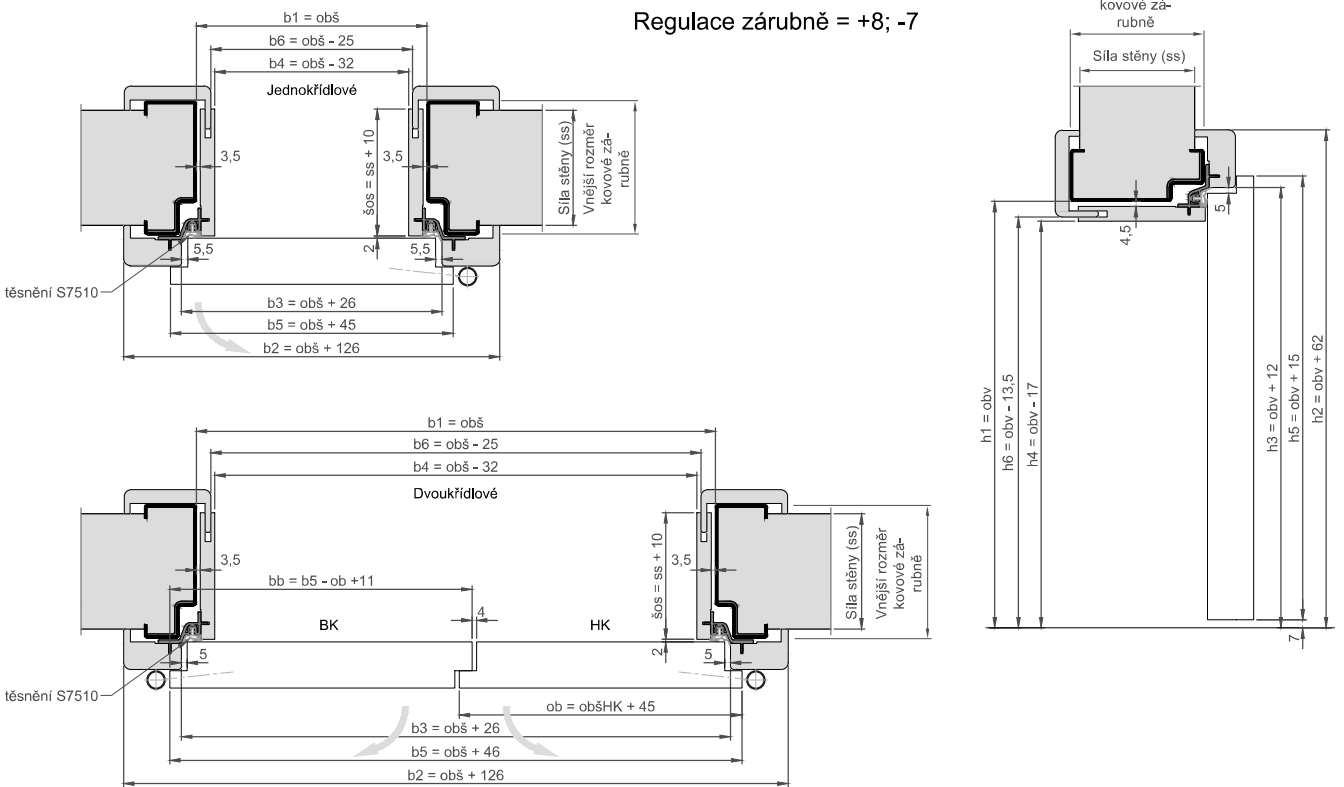 Regulace zárubně = +8; -7
b1 = obš
b6 = obš - 25
b4 = obš - 32
Jednokřídlové
3,5
šos = ss + 10
3,5
Síla stěny (ss)
Vnější rozměr
kovové zá-
rubně
5,5
5,5
2
těsnění S7510
b3 = obš + 26
b5 = obš + 45
b2 = obš + 126
b1 = obš
b6 = obš - 25
b4 = obš - 32
Dvoukřídlové
3,5
šos = ss + 10
3,5
Síla stěny (ss)
Vnější rozměr
kovové zá-
rubně
bb = b5 - ob +11
4
BK
HK
5
2
5
těsnění S7510
ob = obšHK + 45
b3 = obš + 26
b5 = obš + 46
b2 = obš + 126
kovové zá-
rubně
Síla stěny (ss)
4,5
5
h1 = obv
h6 = obv - 13,5
h4 = obv - 17
h3 = obv + 12
h5 = obv + 15
h2 = obv + 62
7